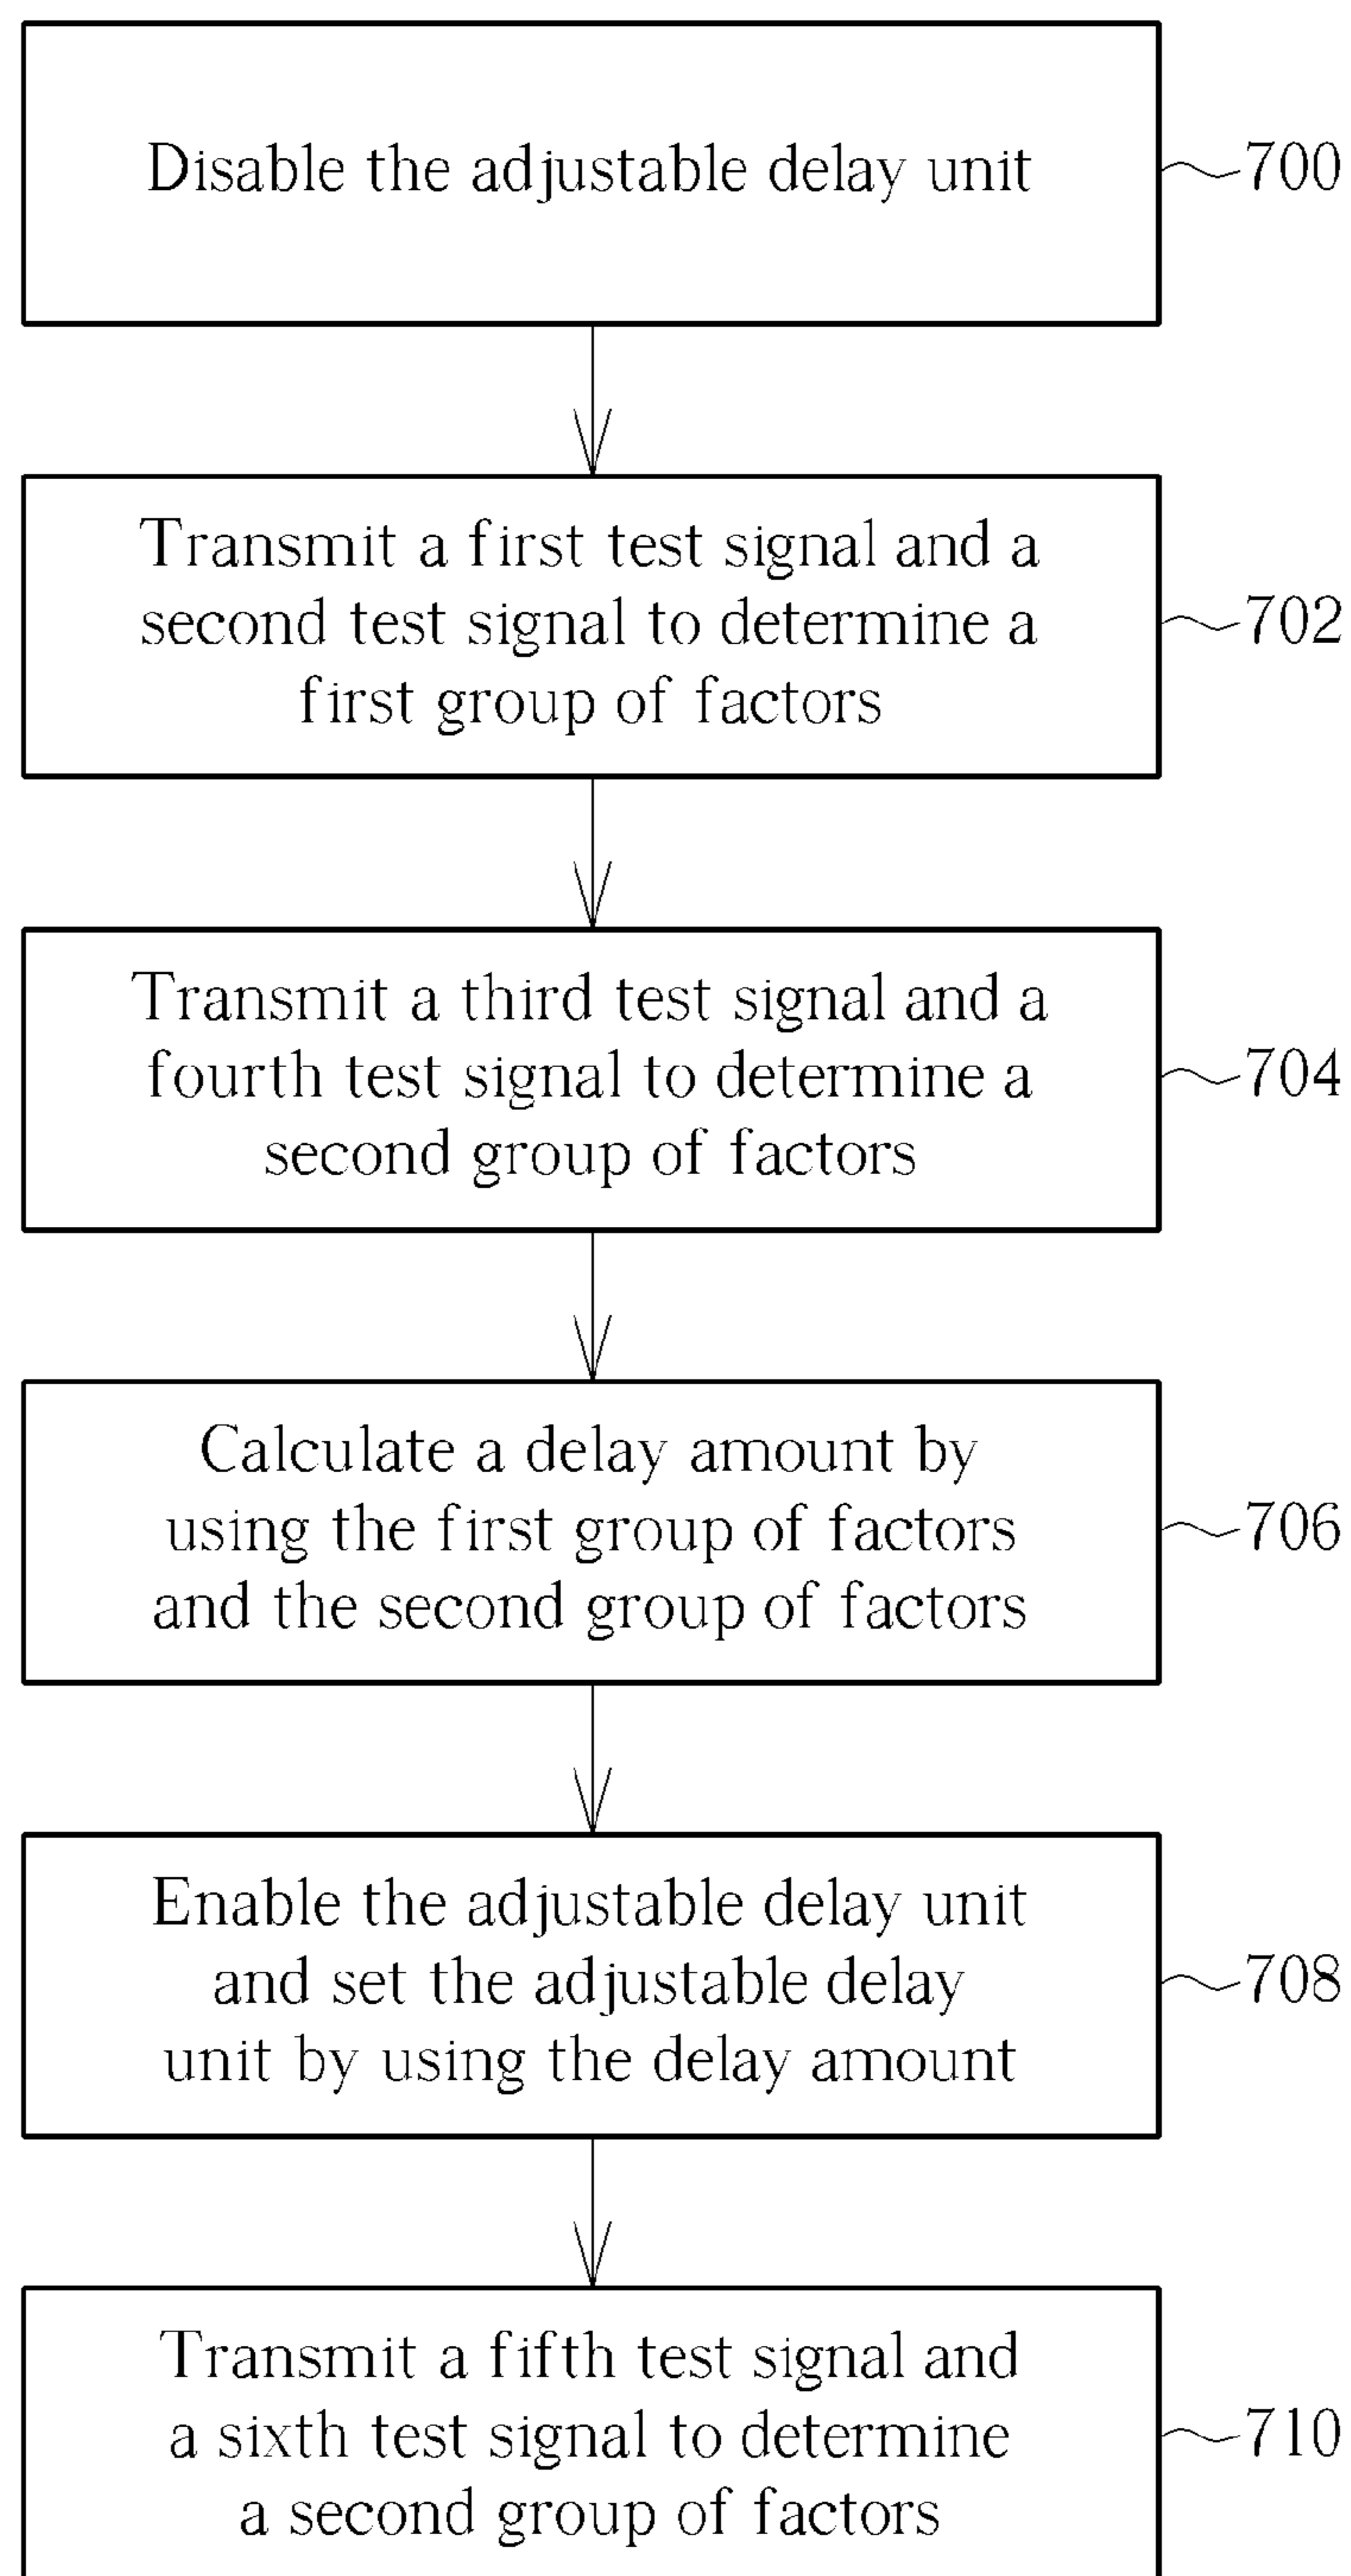 Disable the adjustable delay unit
700
Transmit a first test signal and a
second test signal to determine a
first group of factors
702
Transmit a third test signal and a
fourth test signal to determine a
second group of factors
704
Calculate a delay amount by
using the first group of factors
and the second group of factors
706
Enable the adjustable delay unit
and set the adjustable delay
unit by using the delay amount
708
Transmit a fifth test signal and
a sixth test signal to determine
a second group of factors
710